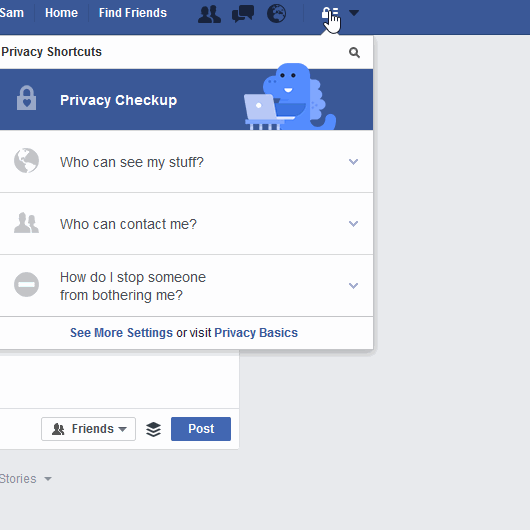 Sam Home Find Friends
Privacy Shortcuts
Privacy Checkup
Who can see my stuff?
Who can contact me?
How do I stop someone
from bothering me?
See More Settings or visit Privacy Basics
Friends Post
Stories